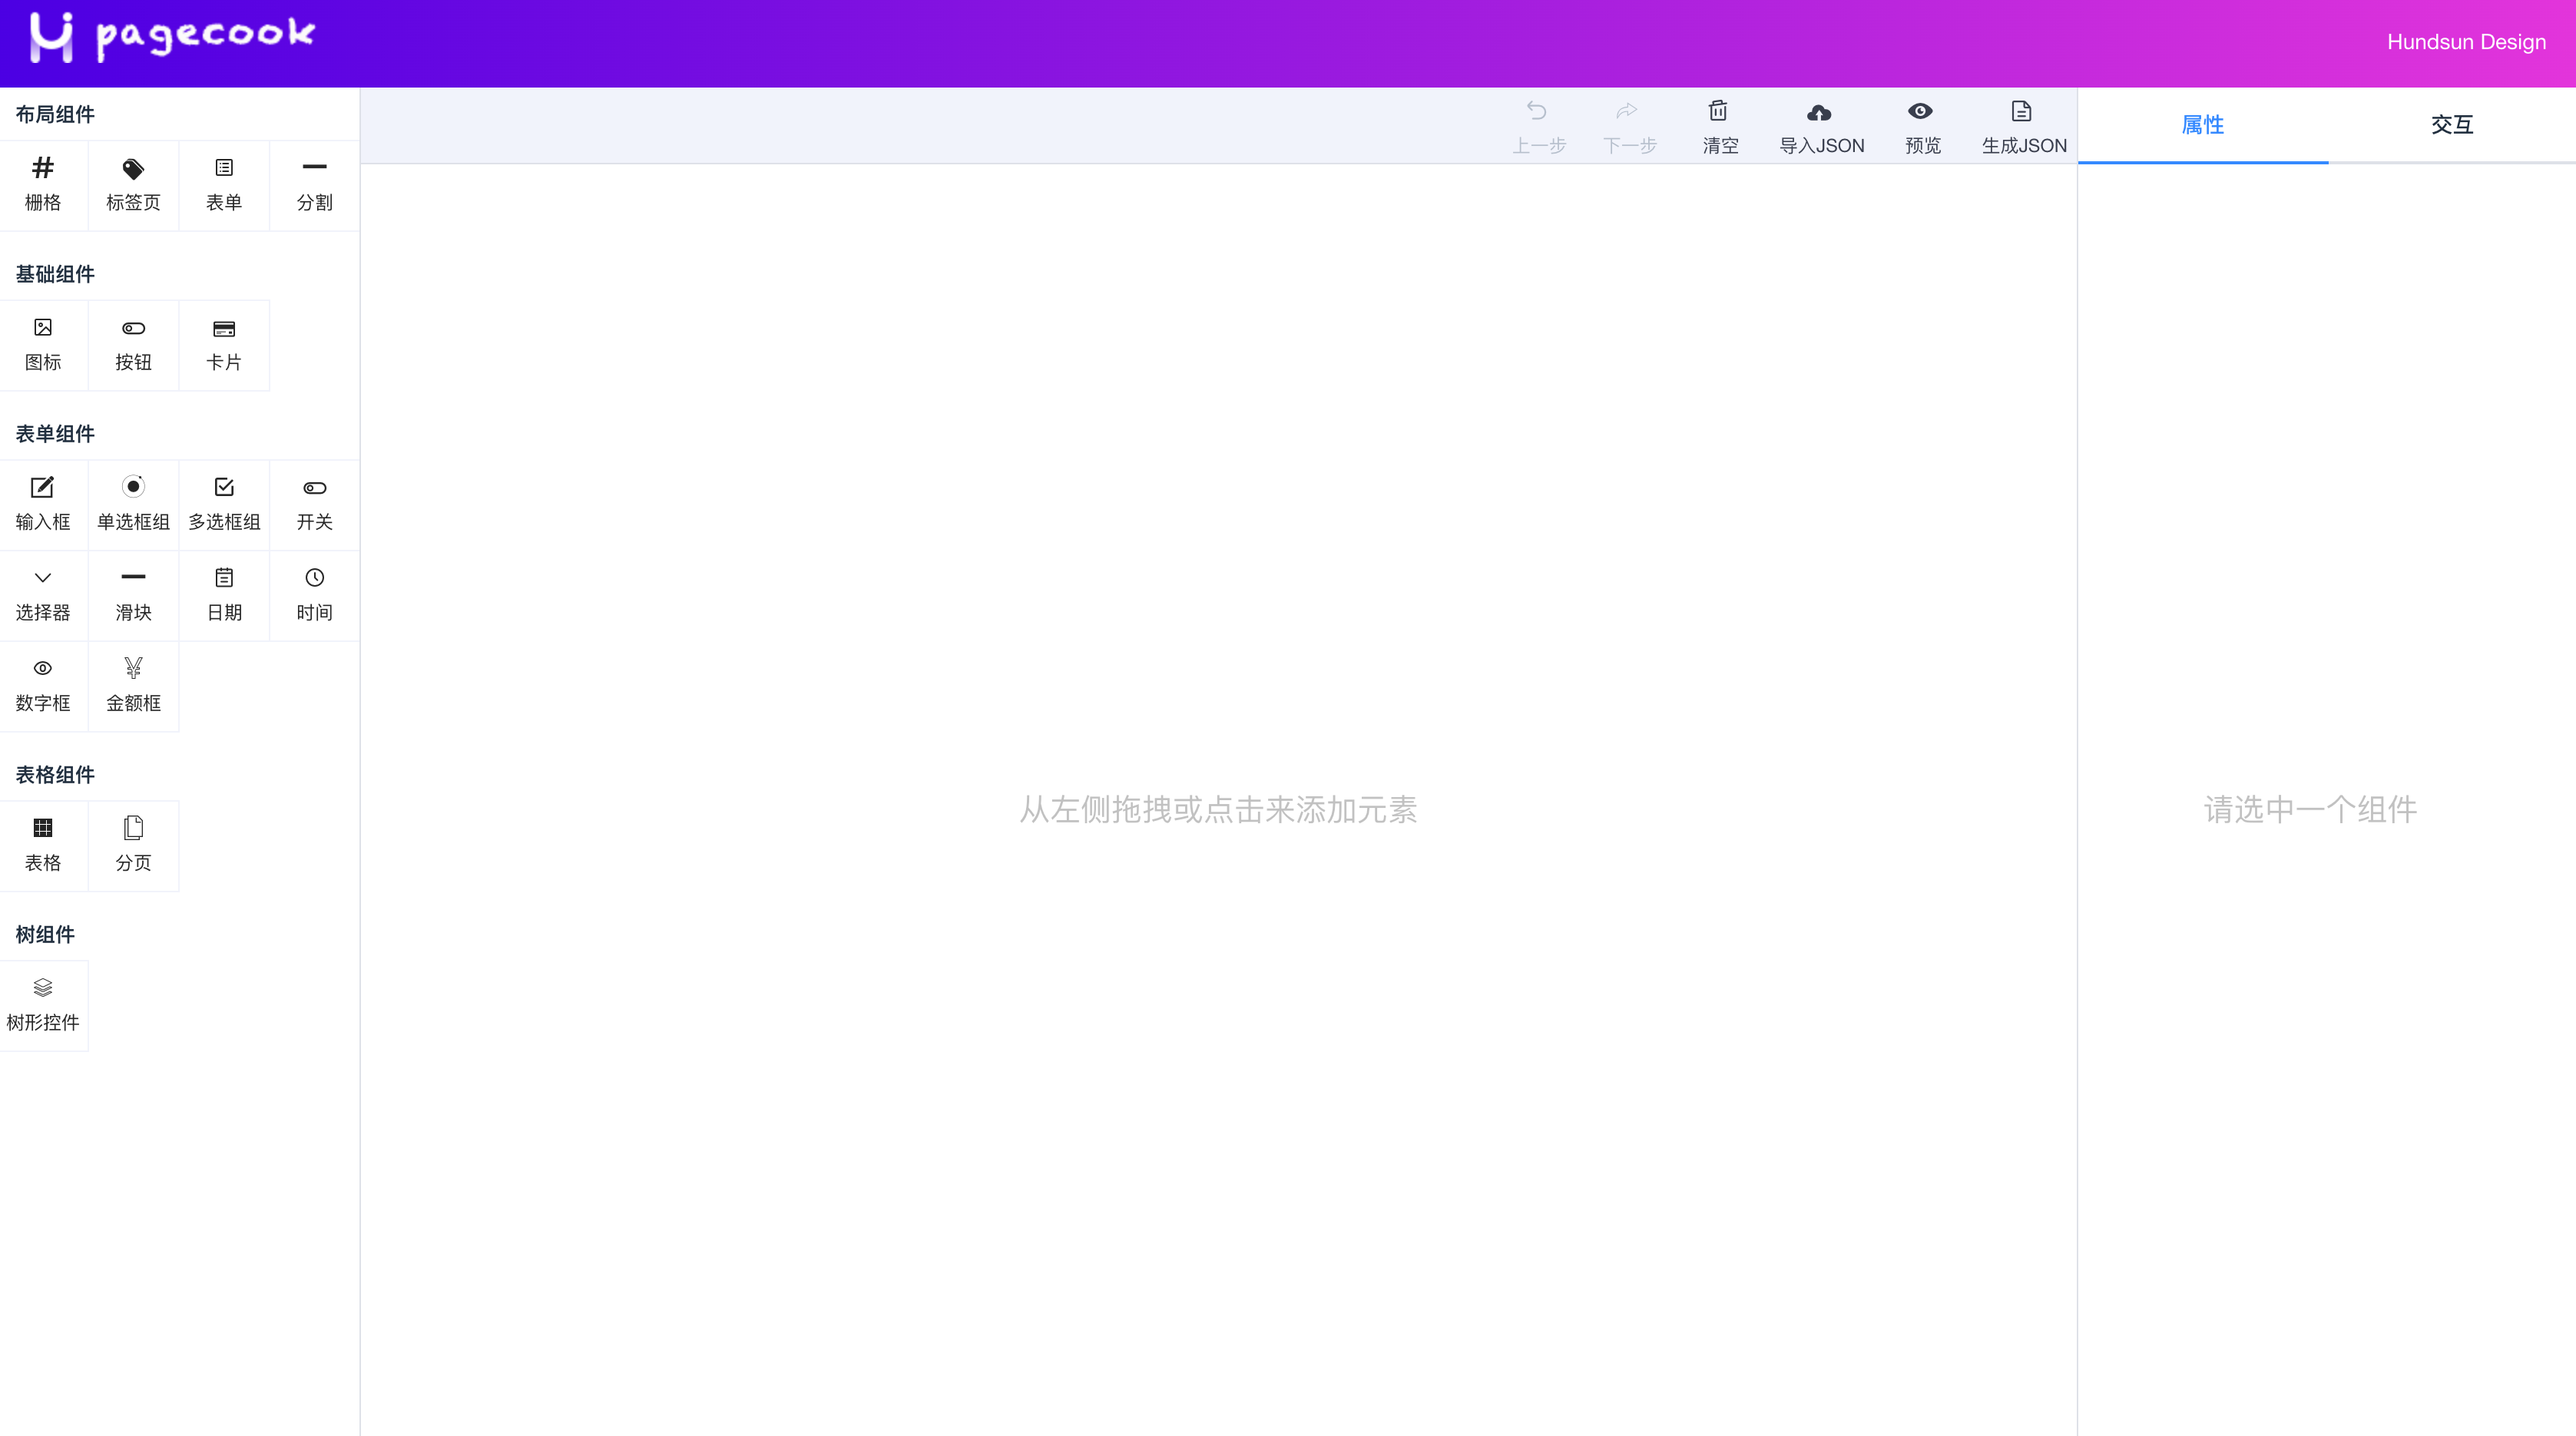 pagecook
Hundsun Design
布局组件
栅格 标签页 表单 分割
基础组件
图标 按钮 卡片
表单组件
输入框 单选框组 多选框组 开关
选择器 滑块 日期 时间
数字框 金额框
表格组件
表格 分页
树组件
树形控件
上一步 下一步 清空 导入JSON 预览 生成JSON
从左侧拖拽或点击来添加元素
属性 交互
请选中一个组件